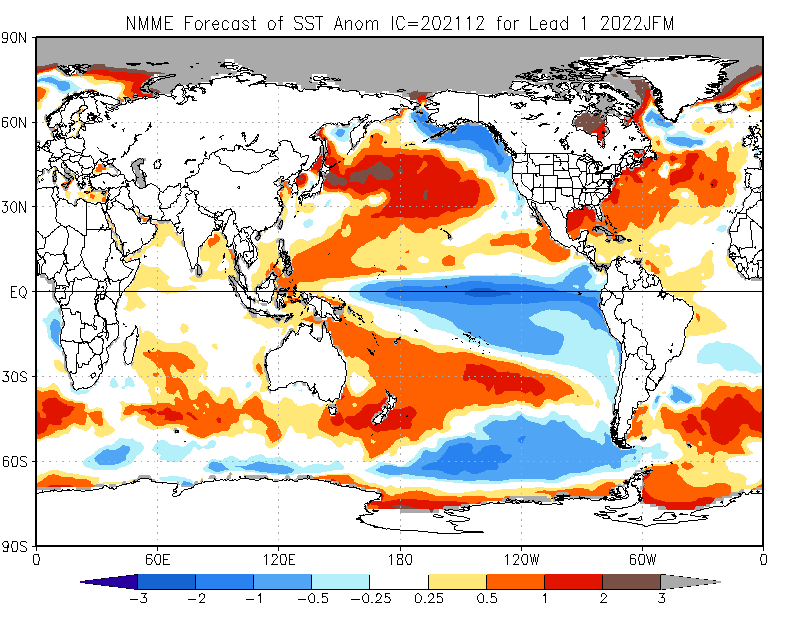 NMME Forecast of SST Anom IC=202112 for Lead 1 2022JFM
90N
60N
30N
EQ
30S
60S
90S
0 60E 120E 180 120W 60W 0
-3 -2 -1 -0.5 -0.25 0.25 0.5 1 2 3